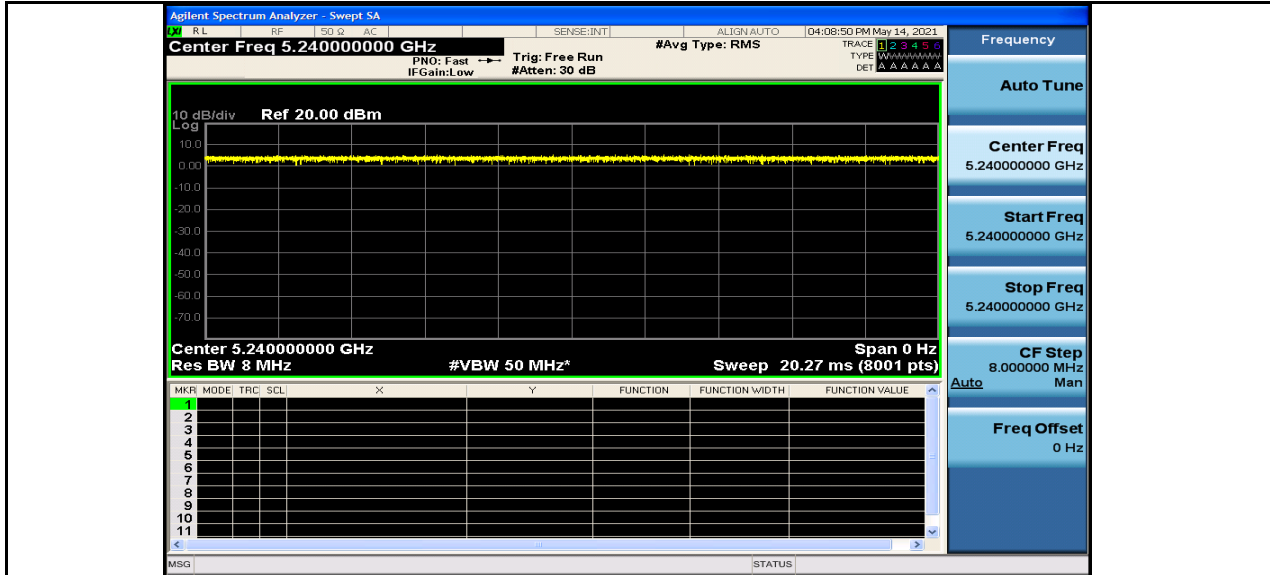 Agilent Spectrum Analyzer - Swept SA
LXI RL RF 50 Ω AC SENSE:INT ALIGN AUTO 04:08:50 PM May 14, 2021
Center Freq 5.240000000 GHz
PNO: Fast
IFGain:Low
Trig: Free Run
#Atten: 30 dB
#Avg Type: RMS
TRACE 1 2 3 4 5 6
TYPE WWWWWW
DET A A A A A A
10 dB/div Ref 20.00 dBm
Log
10.0
0.00
-10.0
-20.0
-30.0
-40.0
-50.0
-60.0
-70.0
Center 5.240000000 GHz Span 0 Hz
Res BW 8 MHz #VBW 50 MHz* Sweep 20.27 ms (8001 pts)
MKR MODE TRC SCL X Y FUNCTION FUNCTION WIDTH FUNCTION VALUE
1
2
3
4
5
6
7
8
9
10
11
MSG STATUS
Frequency
Auto Tune
Center Freq
5.240000000 GHz
Start Freq
5.240000000 GHz
Stop Freq
5.240000000 GHz
CF Step
8.000000 MHz
Auto Man
Freq Offset
0 Hz